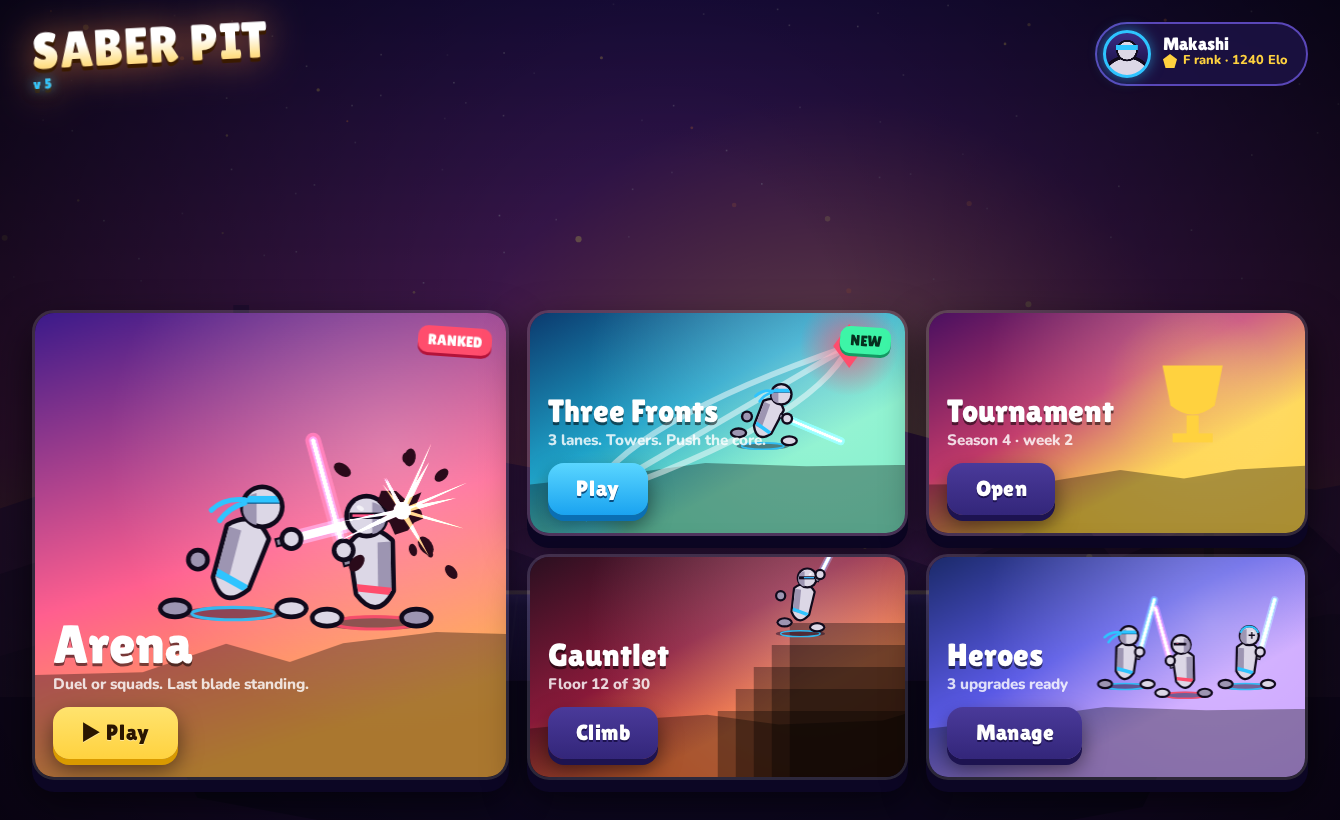 SABER PIT
v 5
Makashi
F rank · 1240 Elo
RANKED
Arena
Duel or squads. Last blade standing.
Play
NEW
Three Fronts
3 lanes. Towers. Push the core.
Play
Tournament
Season 4 · week 2
Open
Gauntlet
Floor 12 of 30
Climb
Heroes
3 upgrades ready
Manage